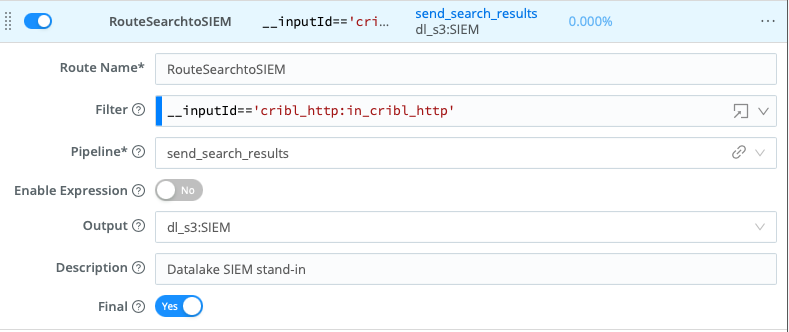 RouteSearchtoSIEM __inputId=='cri... send_search_results 0.000% ...
dl_s3:SIEM
Route Name* RouteSearchtoSIEM
Filter ? __inputId=='cribl_http:in_cribl_http'
Pipeline* ? send_search_results
Enable Expression ? No
Output ? dl_s3:SIEM
Description ? Datalake SIEM stand-in
Final ? Yes